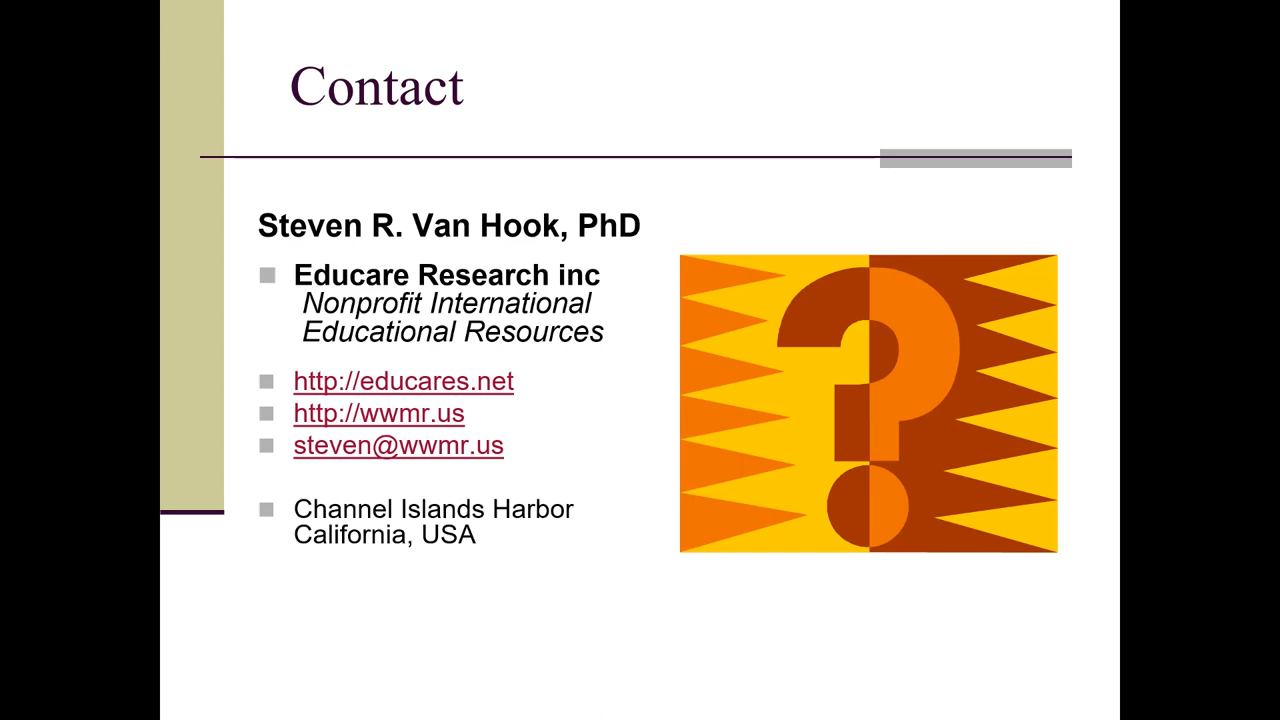 Contact
Steven R. Van Hook, PhD
Educare Research inc
Nonprofit International
Educational Resources
http://educares.net
http://wwmr.us
steven@wwmr.us
Channel Islands Harbor
California, USA
?